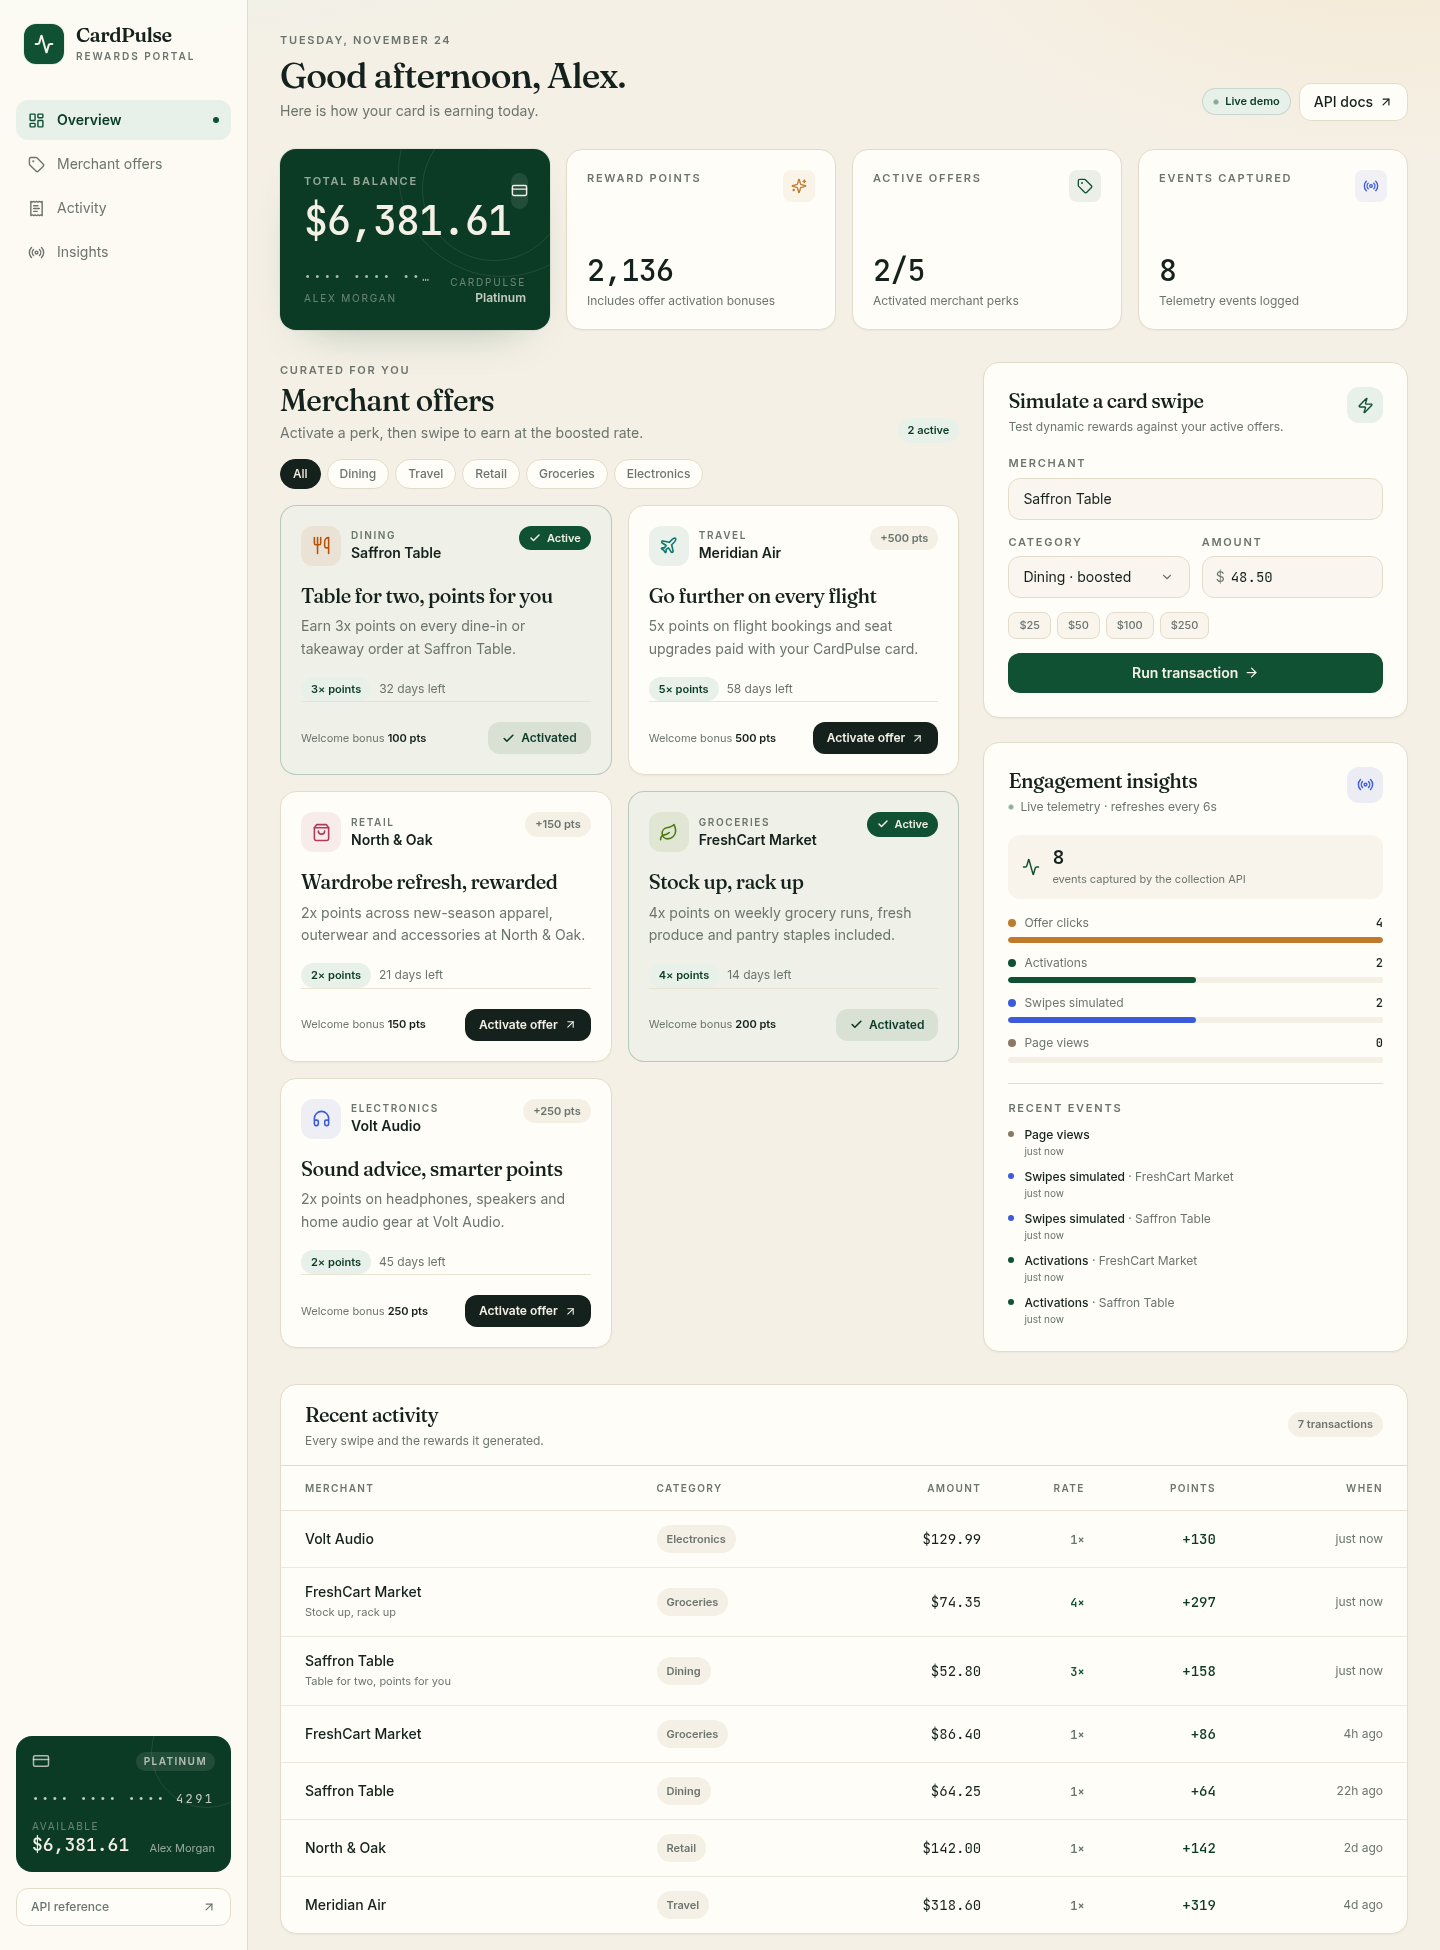 CardPulse
REWARDS PORTAL
Overview
Merchant offers
Activity
Insights
PLATINUM
•••• •••• •••• 4291
AVAILABLE
$6,381.61 Alex Morgan
API reference
TUESDAY, NOVEMBER 24
Good afternoon, Alex.
Here is how your card is earning today.
Live demo
API docs
TOTAL BALANCE
$6,381.61
•••• •••• ••…
ALEX MORGAN
CARDPULSE
Platinum
REWARD POINTS
2,136
Includes offer activation bonuses
ACTIVE OFFERS
2/5
Activated merchant perks
EVENTS CAPTURED
8
Telemetry events logged
CURATED FOR YOU
Merchant offers
Activate a perk, then swipe to earn at the boosted rate.
2 active
All Dining Travel Retail Groceries Electronics
DINING
Saffron Table
Active
Table for two, points for you
Earn 3x points on every dine-in or
takeaway order at Saffron Table.
3× points 32 days left
Welcome bonus 100 pts
Activated
TRAVEL
Meridian Air
+500 pts
Go further on every flight
5x points on flight bookings and seat
upgrades paid with your CardPulse card.
5× points 58 days left
Welcome bonus 500 pts
Activate offer
RETAIL
North & Oak
+150 pts
Wardrobe refresh, rewarded
2x points across new-season apparel,
outerwear and accessories at North & Oak.
2× points 21 days left
Welcome bonus 150 pts
Activate offer
GROCERIES
FreshCart Market
Active
Stock up, rack up
4x points on weekly grocery runs, fresh
produce and pantry staples included.
4× points 14 days left
Welcome bonus 200 pts
Activated
ELECTRONICS
Volt Audio
+250 pts
Sound advice, smarter points
2x points on headphones, speakers and
home audio gear at Volt Audio.
2× points 45 days left
Welcome bonus 250 pts
Activate offer
Simulate a card swipe
Test dynamic rewards against your active offers.
MERCHANT
Saffron Table
CATEGORY AMOUNT
Dining · boosted $ 48.50
$25 $50 $100 $250
Run transaction
Engagement insights
Live telemetry · refreshes every 6s
8
events captured by the collection API
Offer clicks 4
Activations 2
Swipes simulated 2
Page views 0
RECENT EVENTS
Page views
just now
Swipes simulated · FreshCart Market
just now
Swipes simulated · Saffron Table
just now
Activations · FreshCart Market
just now
Activations · Saffron Table
just now
Recent activity
Every swipe and the rewards it generated.
7 transactions
MERCHANT CATEGORY AMOUNT RATE POINTS WHEN
Volt Audio Electronics $129.99 1× +130 just now
FreshCart Market Groceries $74.35 4× +297 just now
Stock up, rack up
Saffron Table Dining $52.80 3× +158 just now
Table for two, points for you
FreshCart Market Groceries $86.40 1× +86 4h ago
Saffron Table Dining $64.25 1× +64 22h ago
North & Oak Retail $142.00 1× +142 2d ago
Meridian Air Travel $318.60 1× +319 4d ago